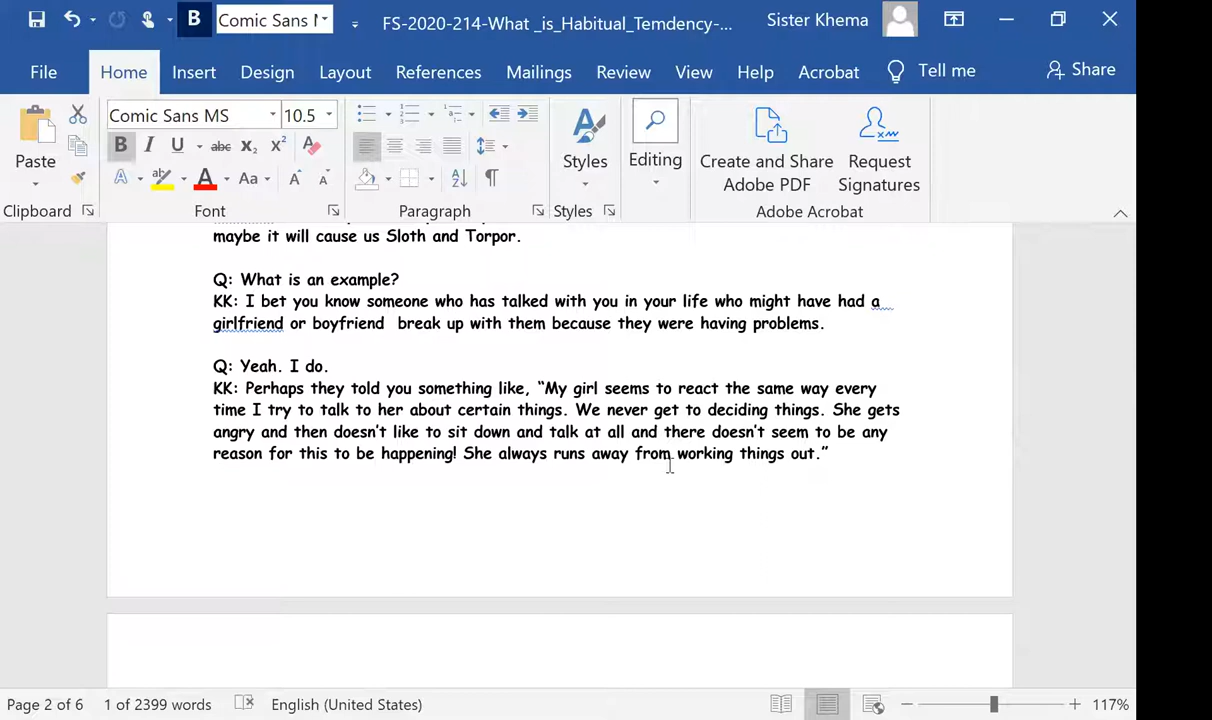 B Comic Sans M FS-2020-214-What _is_Habitual_Temdency-... Sister Khema
File Home Insert Design Layout References Mailings Review View Help Acrobat Tell me Share
Comic Sans MS 10.5
B I U abc x₂ x² A
A ab A Aa A A
Paste Styles Editing Create and Share Adobe PDF Request Signatures
Clipboard Font Paragraph Styles Adobe Acrobat
maybe it will cause us Sloth and Torpor.
Q: What is an example?
KK: I bet you know someone who has talked with you in your life who might have had a
girlfriend or boyfriend  break up with them because they were having problems.
Q: Yeah. I do.
KK: Perhaps they told you something like, “My girl seems to react the same way every
time I try to talk to her about certain things. We never get to deciding things. She gets
angry and then doesn’t like to sit down and talk at all and there doesn’t seem to be any
reason for this to be happening! She always runs away from working things out.”
Page 2 of 6 1 of 2399 words English (United States) 117%